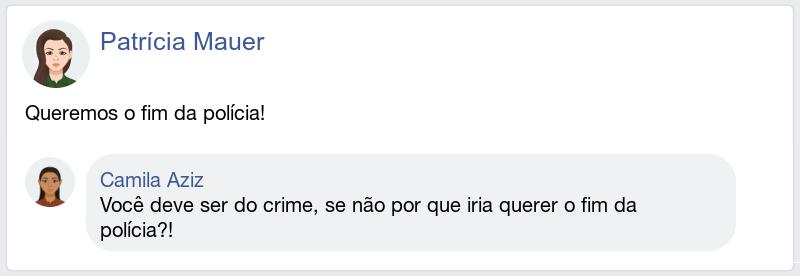 Patrícia Mauer
Queremos o fim da polícia!
Camila Aziz
Você deve ser do crime, se não por que iria querer o fim da
polícia?!